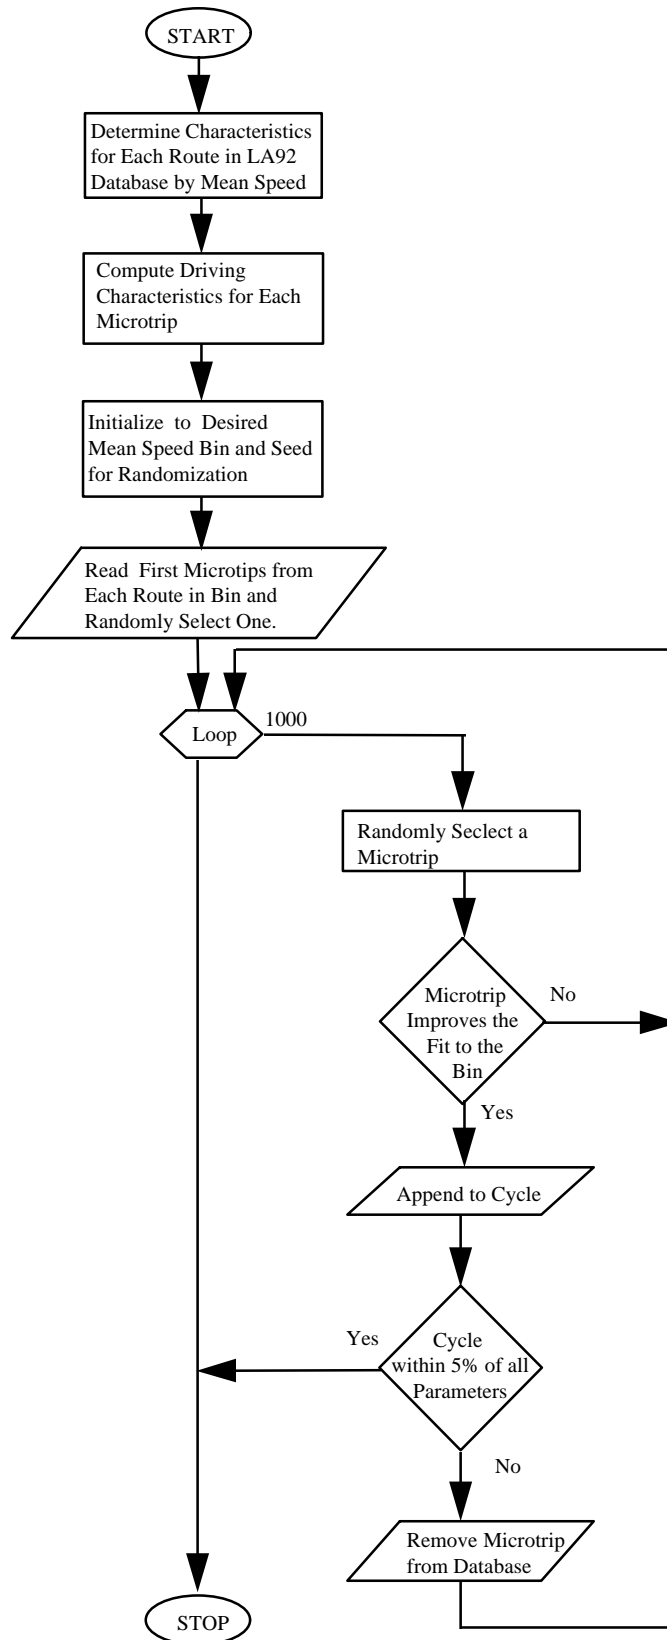 START
Determine Characteristics
for Each Route in LA92
Database by Mean Speed
Compute Driving
Characteristics for Each
Microtrip
Initialize to Desired
Mean Speed Bin and Seed
for Randomization
Read First Microtips from
Each Route in Bin and
Randomly Select One.
Loop
1000
Randomly Seclect a
Microtrip
Microtrip
Improves the
Fit to the
Bin
No
Yes
Append to Cycle
Yes
Cycle
within 5% of all
Parameters
No
Remove Microtrip
from Database
STOP